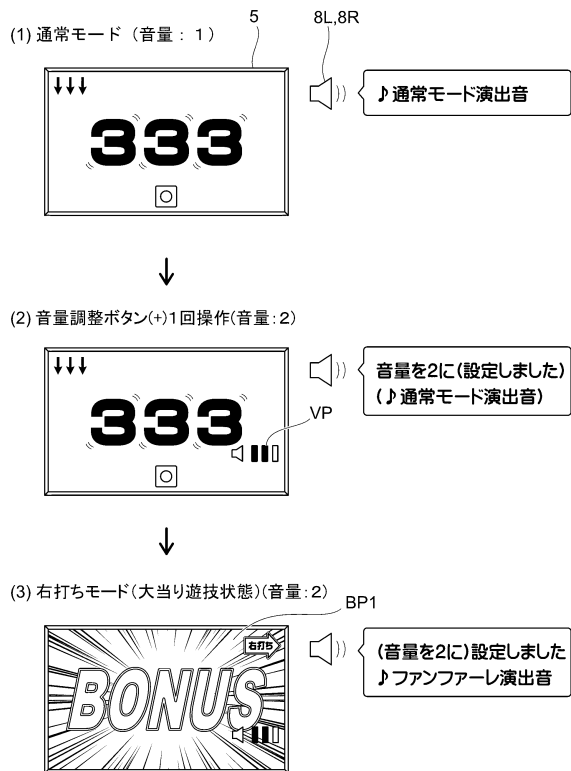 5
8L,8R
(1) 通常モード（音量：１）
♪通常モード演出音
↓↓↓
333
(2) 音量調整ボタン(+)1回操作(音量:2)
音量を2に(設定しました)
(♪通常モード演出音)
↓↓↓
333
VP
(3) 右打ちモード(大当り遊技状態)(音量:2)
BP1
右打ち
BONUS
(音量を2に)設定しました
♪ファンファーレ演出音